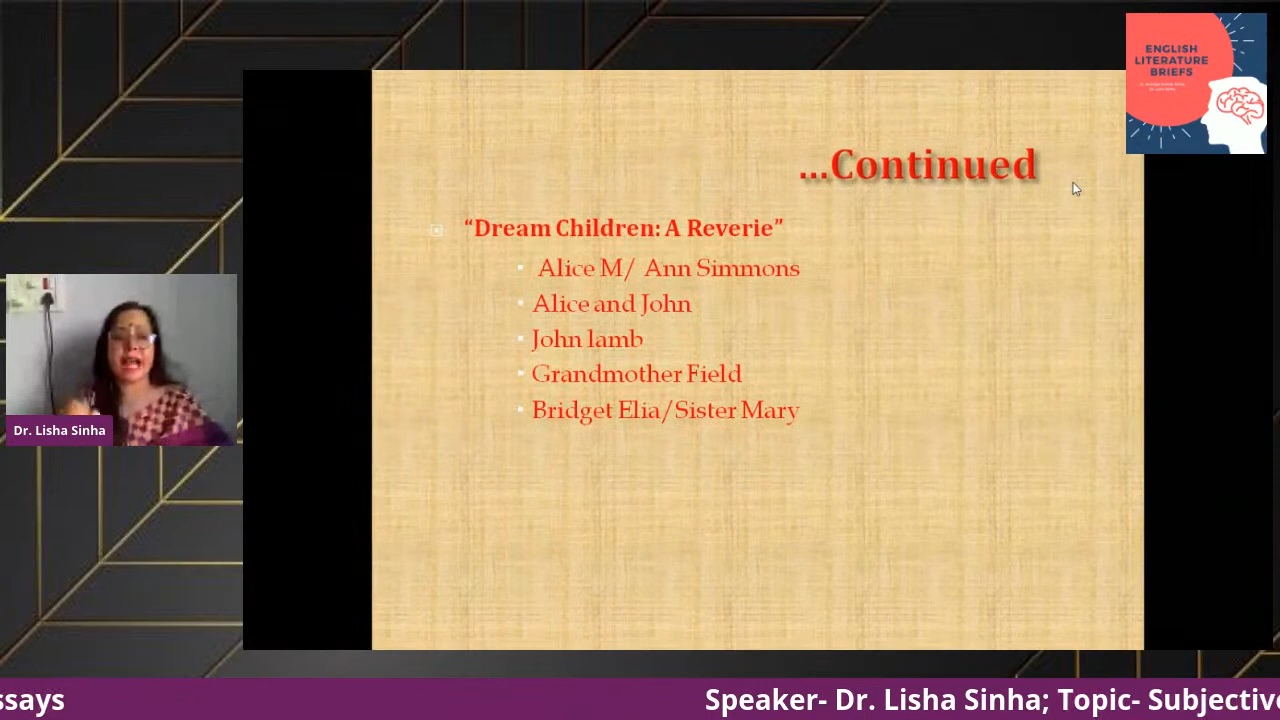 ENGLISH
LITERATURE
BRIEFS
...Continued
“Dream Children: A Reverie”
Alice M/ Ann Simmons
Alice and John
John lamb
Grandmother Field
Bridget Elia/Sister Mary
Dr. Lisha Sinha
ssays
Speaker- Dr. Lisha Sinha; Topic- Subjective